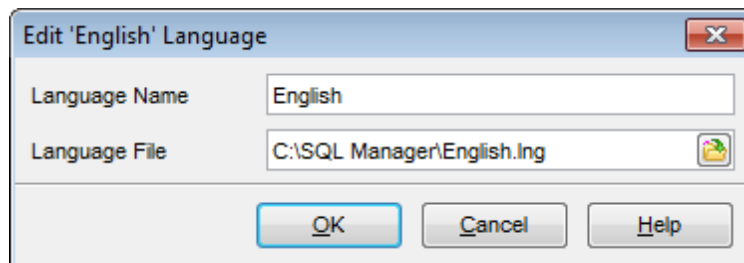 Edit 'English' Language
Language Name English
Language File C:\SQL Manager\English.lng
OK Cancel Help